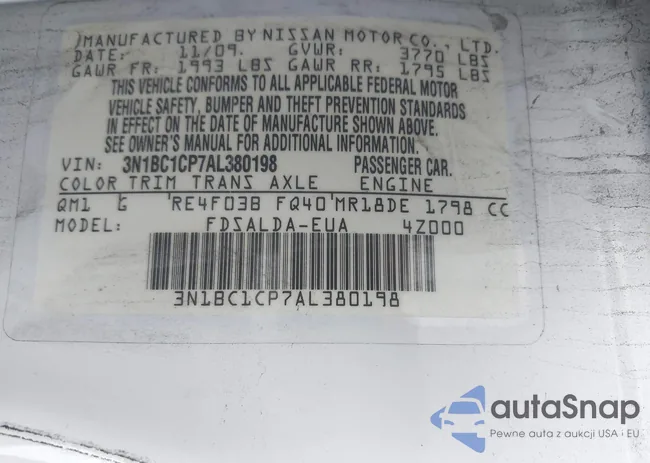 MANUFACTURED BY NISSAN MOTOR CO., LTD.
DATE: 11/09. GVWR: 3770 LBS
GAWR FR: 1993 LBS GAWR RR: 1795 LBS
THIS VEHICLE CONFORMS TO ALL APPLICABLE FEDERAL MOTOR
VEHICLE SAFETY, BUMPER AND THEFT PREVENTION STANDARDS
IN EFFECT ON THE DATE OF MANUFACTURE SHOWN ABOVE.
SEE OWNER'S MANUAL FOR ADDITIONAL INFORMATION.
VIN: 3N1BC1CP7AL380198 PASSENGER CAR.
COLOR TRIM TRANS AXLE ENGINE
QM1 G RE4F03B FQ40 MR18DE 1798 CC
MODEL: FDSALDA-EUA 4Z000
3N1BC1CP7AL380198
autaSnap
Pewne auta z aukcji USA i EU